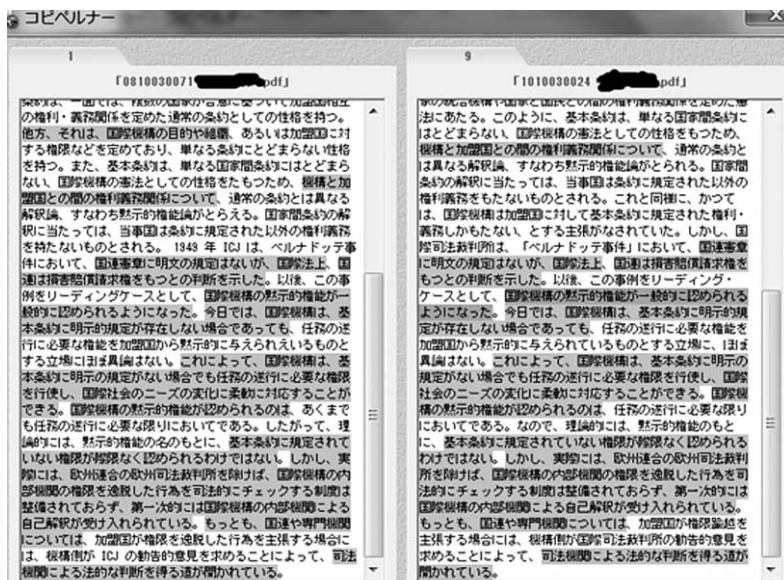 コピペルナー
1
「0810030071 pdf」
条約は、一面では、複数の国家が合意に基づいて加盟国相互
の権利・義務関係を定めた通常の条約としての性格を持つ。
他方、それは、国際機構の目的や組織、あるいは加盟国に対
する権限などを定めており、単なる条約にとどまらない性格
を持つ。また、基本条約は、単なる国家間条約にはとどまら
ない、国際機構の憲法としての性格をもつため、機構と加
盟国との間の権利義務関係について、通常の条約とは異なる
解釈論、すなわち黙示的権能論がとらえる。国家間条約の解
釈に当たっては、当事国は条約に規定された以外の権利義務
を持たないものとされる。 1949 年 ICJ は、ベルナドッテ事
件において、国連憲章に明文の規定はないが、国際法上、国
連は損害賠償請求権をもつとの判断を示した。以後、この事
例をリーディングケースとして、国際機構の黙示的権能が一
般的に認められるようになった。今日では、国際機構は、基
本条約に明示的規定が存在しない場合であっても、任務の遂
行に必要な権能を加盟国から黙示的に与えられえいるものと
する立場にほぼ異論はない。これによって、国際機構は、基
本条約に明示の規定がない場合でも任務の遂行に必要な権限
を行使し、国際社会のニーズの変化に柔軟に対応することが
できる。国際機構の黙示的権能が認められるのは、あくまで
も任務の遂行に必要な限りにおいてである。したがって、理
論的には、黙示的権能の名のもとに、基本条約に規定されて
いない権限が際限なく認められるわけではない。しかし、実
際には、欧州連合の欧州司法裁判所を除けば、国際機構の内
部機関の権限を逸脱した行為を司法的にチェックする制度は
整備されておらず、第一次的には国際機構の内部機関による
自己解釈が受け入れられている。もっとも、国連や専門機関
については、加盟国が権限を逸脱した行為を主張する場合に
は、機構側が ICJ の勧告的意見を求めることによって、司法
機関による法的な判断を得る道が開かれている。
9
「1010030024 pdf」
家の統治機構や国家と国民との間の権利義務関係を定めた憲
法にあたる。このように、基本条約は、単なる国家間条約に
はとどまらない、国際機構の憲法としての性格をもつため、
機構と加盟国との間の権利義務関係について、通常の条約と
は異なる解釈論、すなわち黙示的権能論がとられる。国家間
条約の解釈に当たっては、当事国は条約に規定された以外の
権利義務をもたないものとされる。これと同様に、かつて
は、国際機構は加盟国に対して基本条約に規定された権利・
義務しかもたない、とする主張がなされていた。しかし、国
際司法裁判所は、「ベルナドッテ事件」において、国連憲章
に明文の規定はないが、国際法上、国連は損害賠償請求権を
もつとの判断を示した。以後、この事例をリーディング・
ケースとして、国際機構の黙示的権能が一般的に認められる
ようになった。今日では、国際機構は、基本条約に明示的規
定が存在しない場合であっても、任務の遂行に必要な権能を
加盟国から黙示的に与えられているものとする立場に、ほぼ
異論はない。これによって、国際機構は、基本条約に明示の
規定がない場合でも任務の遂行に必要な権限を行使し、国際
社会のニーズの変化に柔軟に対応することができる。国際機
構の黙示的権能が認められるのは、任務の遂行に必要な限り
においてである。なので、理論的には、黙示的権能のもと
に、基本条約に規定されていない権限が際限なく認められる
わけではない。しかし、実際には、欧州連合の欧州司法裁判
所を除けば、国際機構の内部機関の権限を逸脱した行為を司
法的にチェックする制度は整備されておらず、第一次的には
国際機構の内部機関による自己解釈が受け入れられている。
もっとも、国連や専門機関については、加盟国が権限踰越を
主張する場合には、機構側が国際司法裁判所の勧告的意見を
求めることによって、司法機関による法的な判断を得る道が
開かれている。